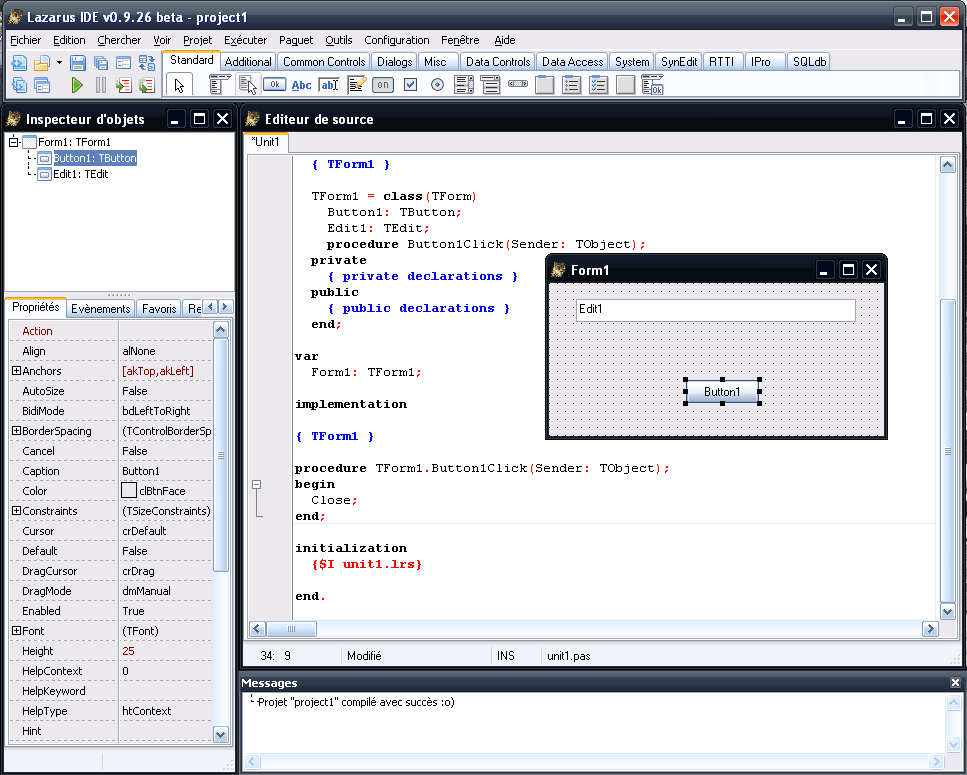 Lazarus IDE v0.9.26 beta - project1
Fichier Edition Chercher Voir Projet Exécuter Paquet Outils Configuration Fenêtre Aide
Standard Additional Common Controls Dialogs Misc Data Controls Data Access System SynEdit RTTI IPro SQLdb
Ok Abc ab on Ok
Inspecteur d'objets
Form1: TForm1
Button1: TButton
Edit1: TEdit
Propriétés Evènements Favoris Re
Action
Align alNone
Anchors [akTop,akLeft]
AutoSize False
BidiMode bdLeftToRight
BorderSpacing (TControlBorderSp
Cancel False
Caption Button1
Color clBtnFace
Constraints (TSizeConstraints)
Cursor crDefault
Default False
DragCursor crDrag
DragMode dmManual
Enabled True
Font (TFont)
Height 25
HelpContext 0
HelpKeyword
HelpType htContext
Hint
Editeur de source
*Unit1
{ TForm1 }
TForm1 = class(TForm)
Button1: TButton;
Edit1: TEdit;
procedure Button1Click(Sender: TObject);
private
{ private declarations }
public
{ public declarations }
end;
var
Form1: TForm1;
implementation
{ TForm1 }
procedure TForm1.Button1Click(Sender: TObject);
begin
Close;
end;
initialization
{$I unit1.lrs}
end.
34: 9 Modifié INS unit1.pas
Form1
Edit1
Button1
Messages
Projet "project1" compilé avec succès :o)